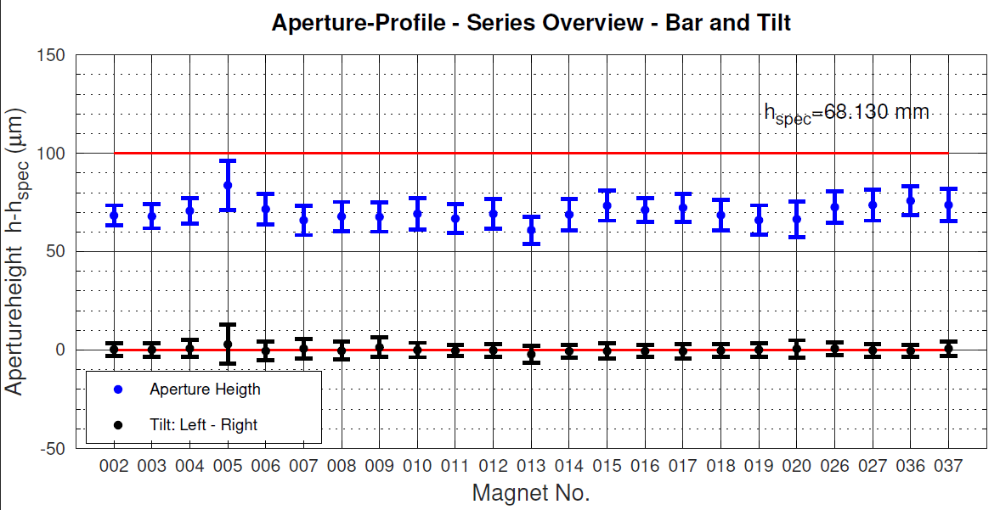 Aperture-Profile - Series Overview - Bar and Tilt
150
100
50
0
-50
Apertureheight h-hspec (μm)
hspec=68.130 mm
Aperture Heigth
Tilt: Left - Right
002 003 004 005 006 007 008 009 010 011 012 013 014 015 016 017 018 019 020 026 027 036 037
Magnet No.